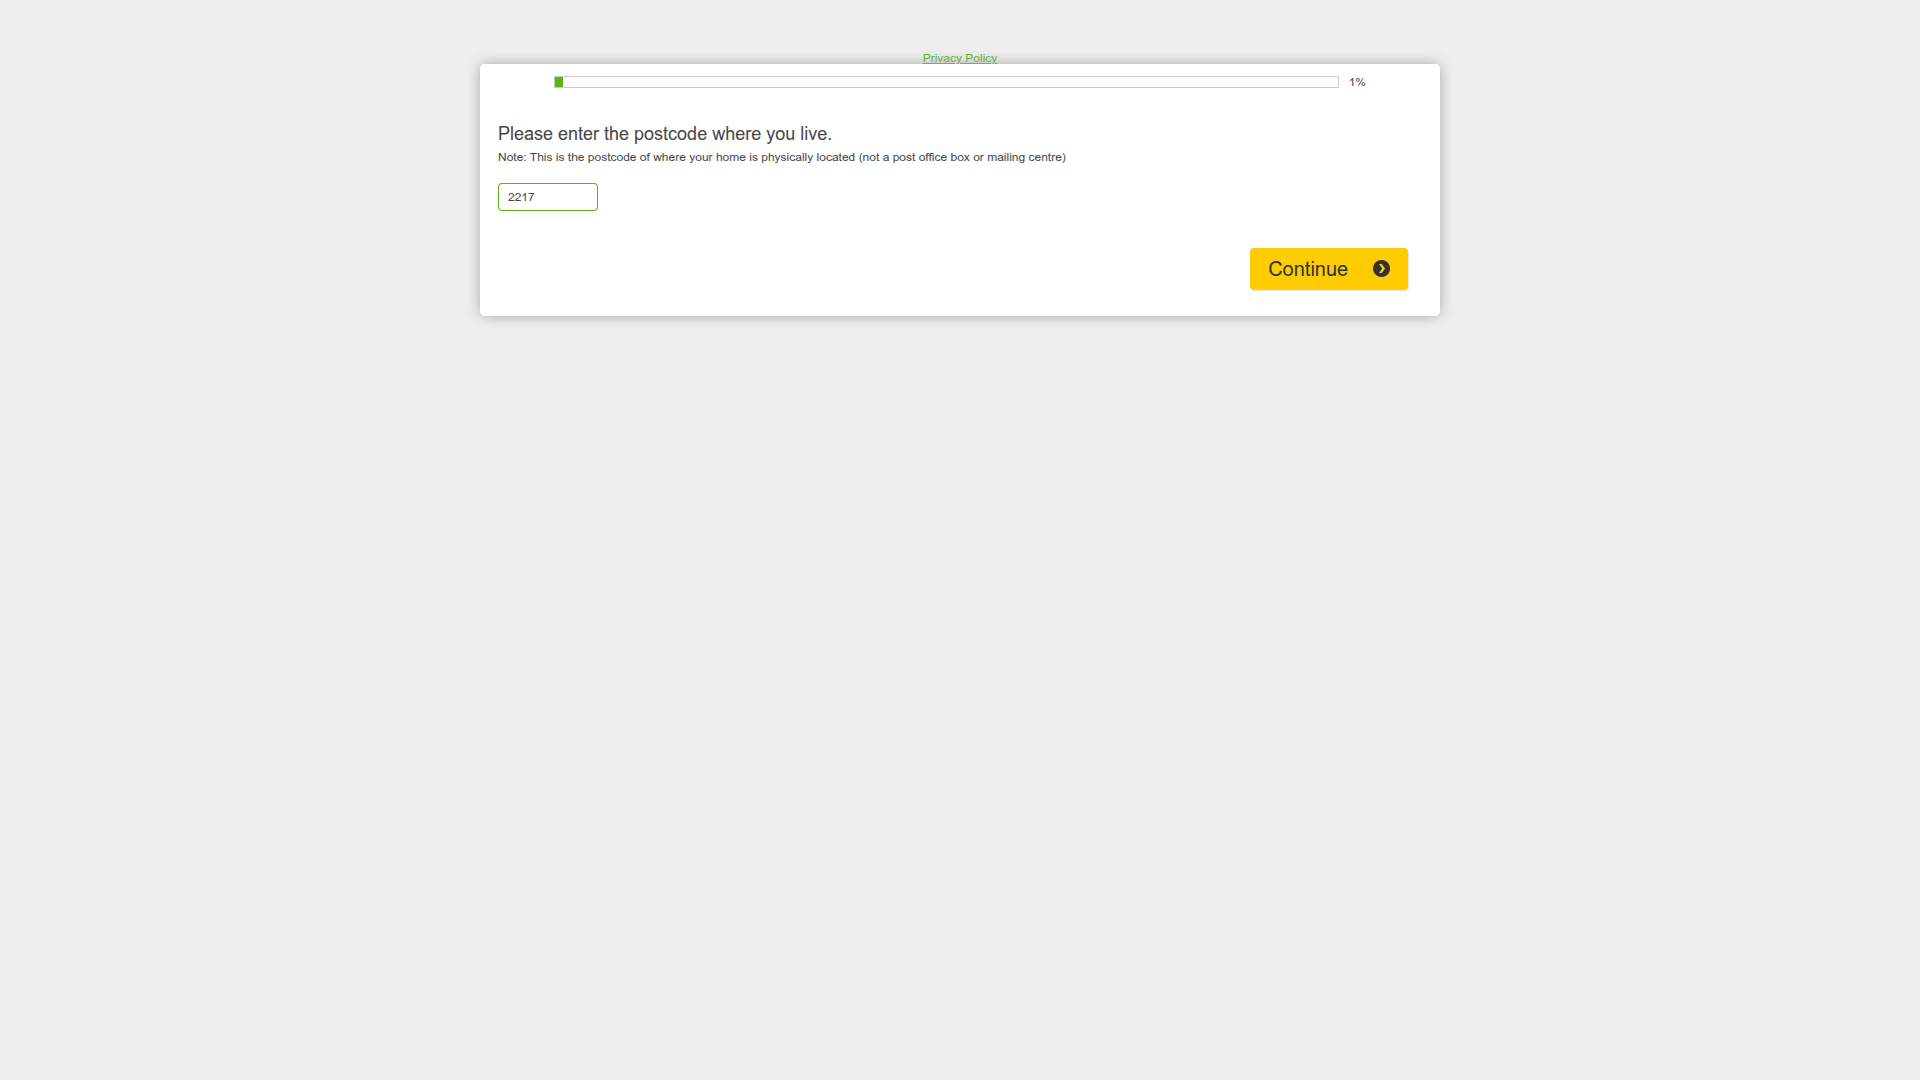 Privacy Policy
1%
Please enter the postcode where you live.
Note: This is the postcode of where your home is physically located (not a post office box or mailing centre)
2217
Continue